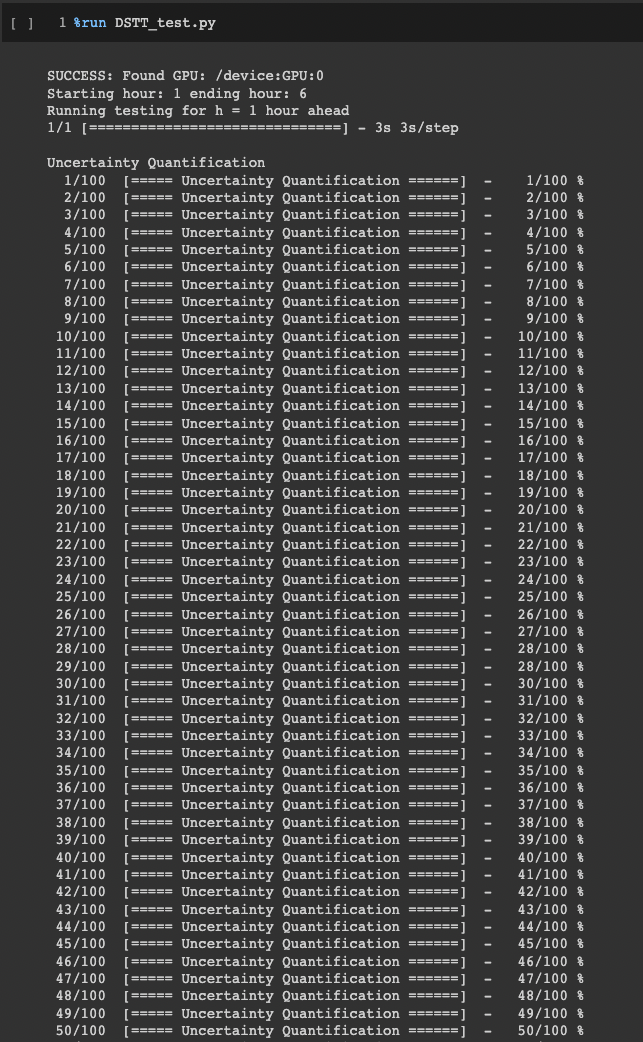 [ ] 1 %run DSTT_test.py
SUCCESS: Found GPU: /device:GPU:0
Starting hour: 1 ending hour: 6
Running testing for h = 1 hour ahead
1/1 [==============================] - 3s 3s/step
Uncertainty Quantification
1/100 [===== Uncertainty Quantification ======] - 1/100 %
2/100 [===== Uncertainty Quantification ======] - 2/100 %
3/100 [===== Uncertainty Quantification ======] - 3/100 %
4/100 [===== Uncertainty Quantification ======] - 4/100 %
5/100 [===== Uncertainty Quantification ======] - 5/100 %
6/100 [===== Uncertainty Quantification ======] - 6/100 %
7/100 [===== Uncertainty Quantification ======] - 7/100 %
8/100 [===== Uncertainty Quantification ======] - 8/100 %
9/100 [===== Uncertainty Quantification ======] - 9/100 %
10/100 [===== Uncertainty Quantification ======] - 10/100 %
11/100 [===== Uncertainty Quantification ======] - 11/100 %
12/100 [===== Uncertainty Quantification ======] - 12/100 %
13/100 [===== Uncertainty Quantification ======] - 13/100 %
14/100 [===== Uncertainty Quantification ======] - 14/100 %
15/100 [===== Uncertainty Quantification ======] - 15/100 %
16/100 [===== Uncertainty Quantification ======] - 16/100 %
17/100 [===== Uncertainty Quantification ======] - 17/100 %
18/100 [===== Uncertainty Quantification ======] - 18/100 %
19/100 [===== Uncertainty Quantification ======] - 19/100 %
20/100 [===== Uncertainty Quantification ======] - 20/100 %
21/100 [===== Uncertainty Quantification ======] - 21/100 %
22/100 [===== Uncertainty Quantification ======] - 22/100 %
23/100 [===== Uncertainty Quantification ======] - 23/100 %
24/100 [===== Uncertainty Quantification ======] - 24/100 %
25/100 [===== Uncertainty Quantification ======] - 25/100 %
26/100 [===== Uncertainty Quantification ======] - 26/100 %
27/100 [===== Uncertainty Quantification ======] - 27/100 %
28/100 [===== Uncertainty Quantification ======] - 28/100 %
29/100 [===== Uncertainty Quantification ======] - 28/100 %
30/100 [===== Uncertainty Quantification ======] - 30/100 %
31/100 [===== Uncertainty Quantification ======] - 31/100 %
32/100 [===== Uncertainty Quantification ======] - 32/100 %
33/100 [===== Uncertainty Quantification ======] - 33/100 %
34/100 [===== Uncertainty Quantification ======] - 34/100 %
35/100 [===== Uncertainty Quantification ======] - 35/100 %
36/100 [===== Uncertainty Quantification ======] - 36/100 %
37/100 [===== Uncertainty Quantification ======] - 37/100 %
38/100 [===== Uncertainty Quantification ======] - 38/100 %
39/100 [===== Uncertainty Quantification ======] - 39/100 %
40/100 [===== Uncertainty Quantification ======] - 40/100 %
41/100 [===== Uncertainty Quantification ======] - 41/100 %
42/100 [===== Uncertainty Quantification ======] - 42/100 %
43/100 [===== Uncertainty Quantification ======] - 43/100 %
44/100 [===== Uncertainty Quantification ======] - 44/100 %
45/100 [===== Uncertainty Quantification ======] - 45/100 %
46/100 [===== Uncertainty Quantification ======] - 46/100 %
47/100 [===== Uncertainty Quantification ======] - 47/100 %
48/100 [===== Uncertainty Quantification ======] - 48/100 %
49/100 [===== Uncertainty Quantification ======] - 49/100 %
50/100 [===== Uncertainty Quantification ======] - 50/100 %